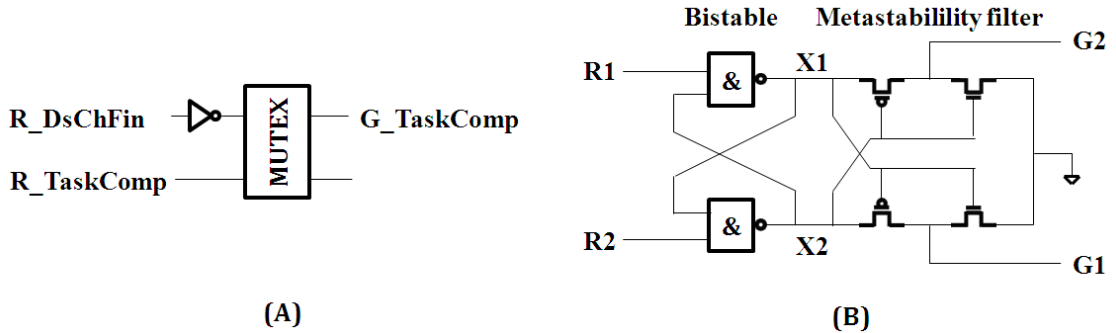 R_DsChFin
R_TaskComp
MUTEX
G_TaskComp
(A)
Bistable
Metastabilility filter
R1
&
X1
G2
R2
&
X2
G1
(B)